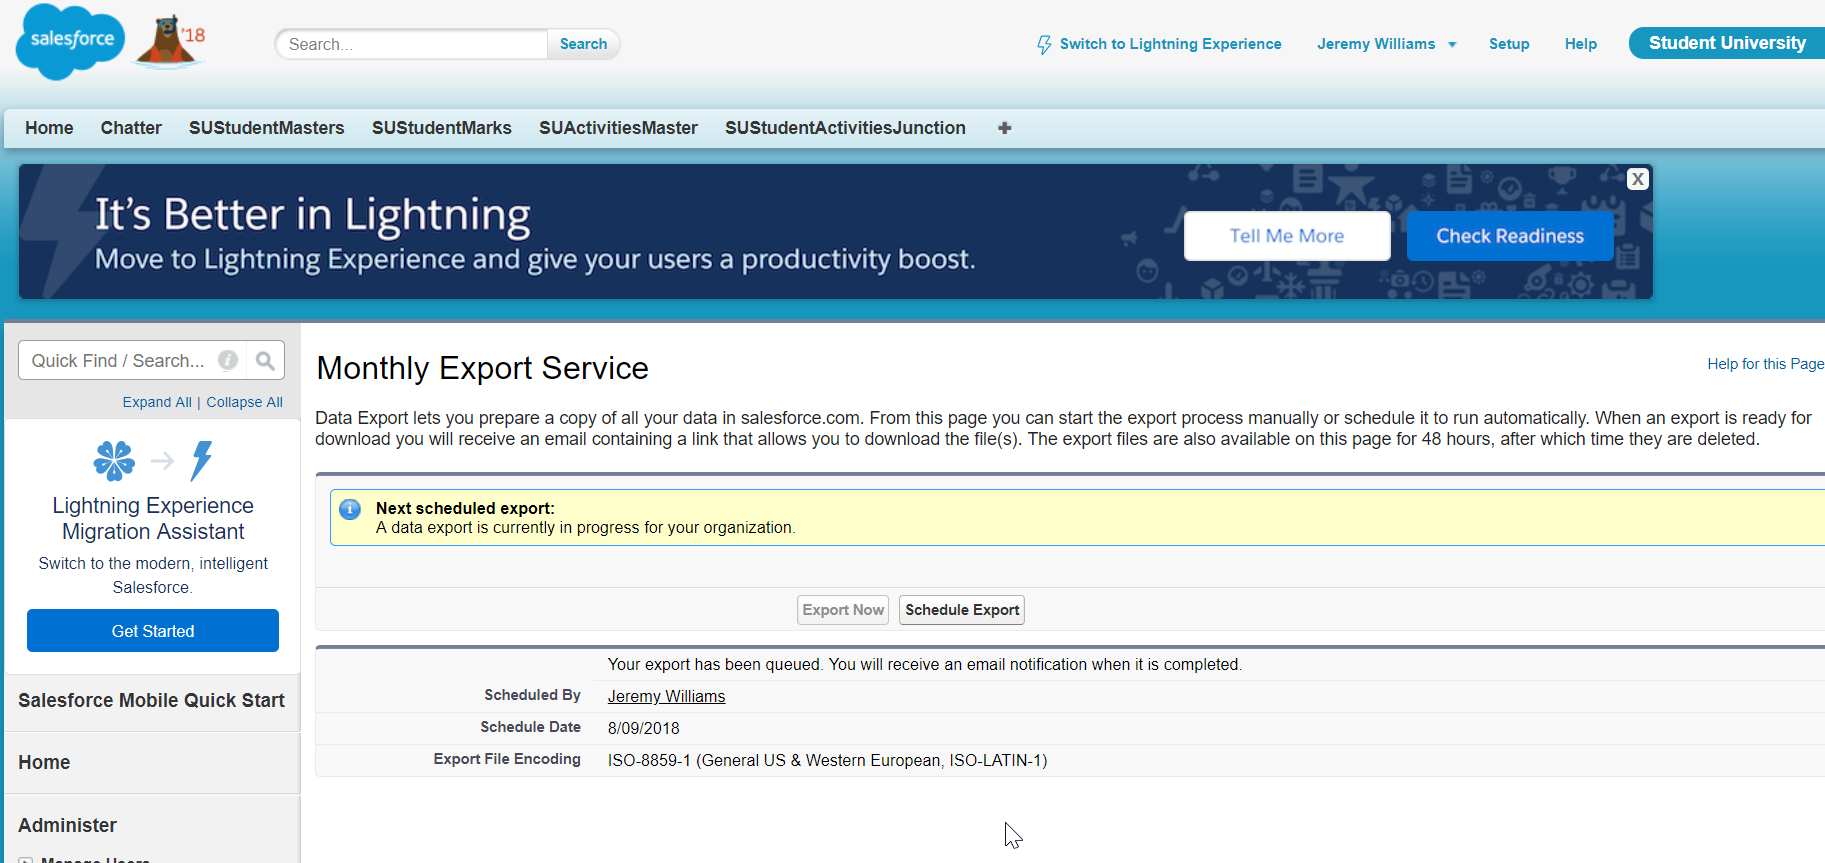 salesforce
'18
Search...
Search
Switch to Lightning Experience
Jeremy Williams
Setup
Help
Student University
Home
Chatter
SUStudentMasters
SUStudentMarks
SUActivitiesMaster
SUStudentActivitiesJunction
It's Better in Lightning
Move to Lightning Experience and give your users a productivity boost.
Tell Me More
Check Readiness
X
Quick Find / Search...
Expand All | Collapse All
Lightning Experience
Migration Assistant
Switch to the modern, intelligent
Salesforce.
Get Started
Salesforce Mobile Quick Start
Home
Administer
Manage Users
Monthly Export Service
Help for this Page
Data Export lets you prepare a copy of all your data in salesforce.com. From this page you can start the export process manually or schedule it to run automatically. When an export is ready for
download you will receive an email containing a link that allows you to download the file(s). The export files are also available on this page for 48 hours, after which time they are deleted.
Next scheduled export:
A data export is currently in progress for your organization.
Export Now
Schedule Export
Your export has been queued. You will receive an email notification when it is completed.
Scheduled By Jeremy Williams
Schedule Date 8/09/2018
Export File Encoding ISO-8859-1 (General US & Western European, ISO-LATIN-1)